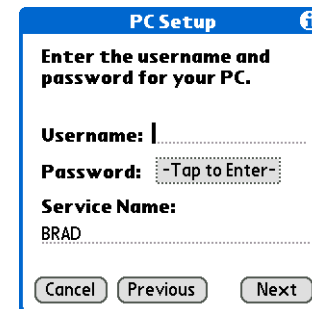 PC Setup
Enter the username and
password for your PC.
Username:
Password: -Tap to Enter-
Service Name:
BRAD
Cancel Previous Next